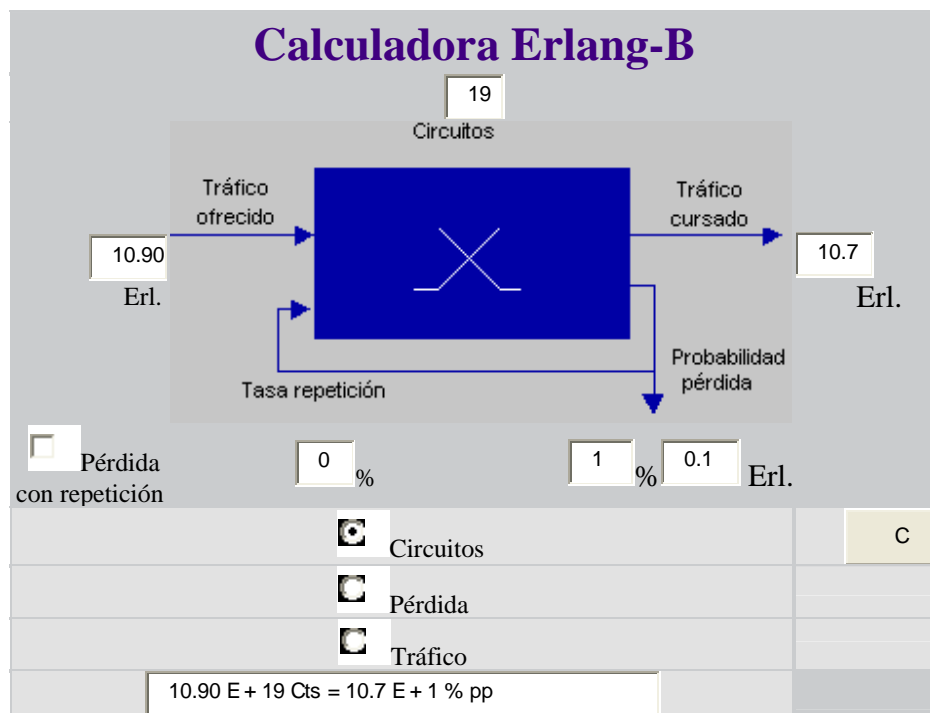 Calculadora Erlang-B
19
Circuitos
Tráfico
ofrecido
Tráfico
cursado
10.90
Erl.
10.7
Erl.
Probabilidad
pérdida
Tasa repetición
Pérdida
con repetición
0
%
1
%
0.1
Erl.
Circuitos
C
Pérdida
Tráfico
10.90 E + 19 Cts = 10.7 E + 1 % pp